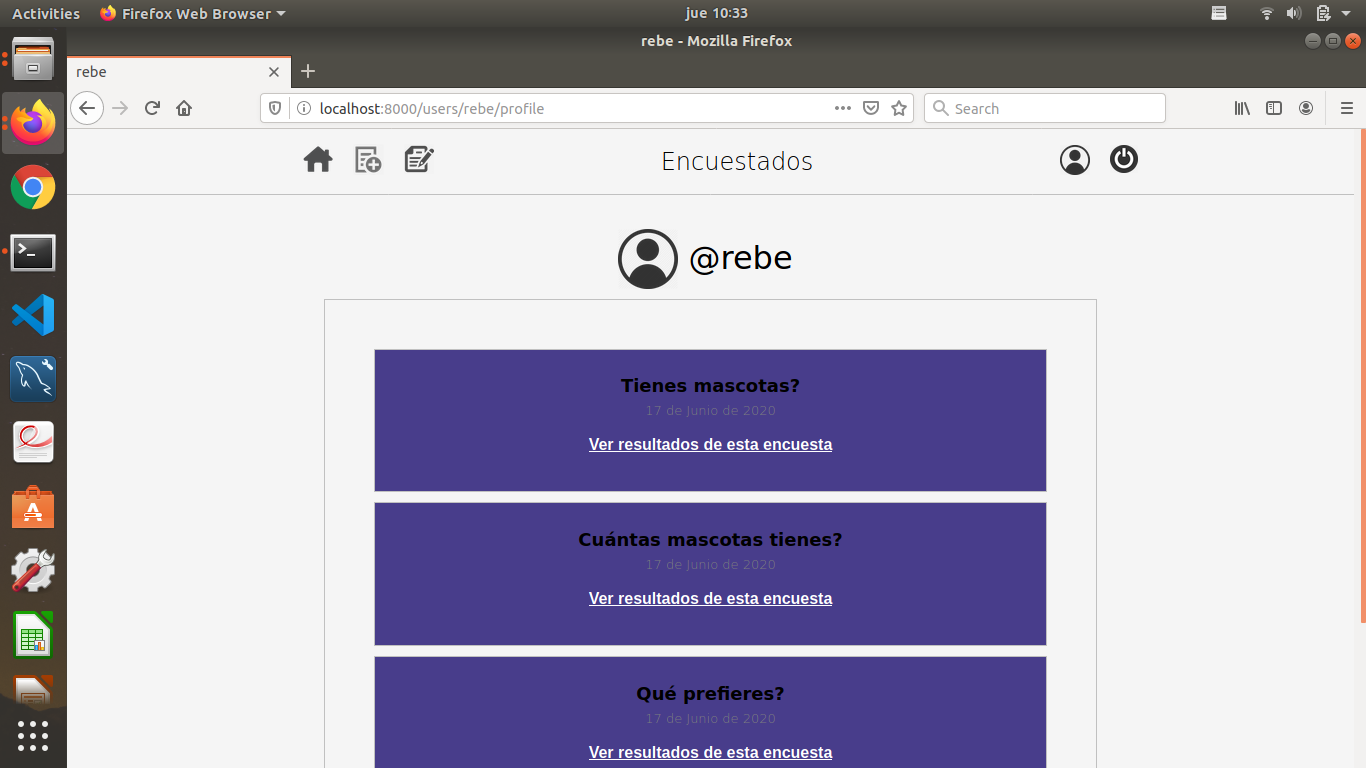 Activities
Firefox Web Browser
jue 10:33
rebe - Mozilla Firefox
rebe
localhost:8000/users/rebe/profile
Search
Encuestados
@rebe
Tienes mascotas?
17 de Junio de 2020
Ver resultados de esta encuesta
Cuántas mascotas tienes?
17 de Junio de 2020
Ver resultados de esta encuesta
Qué prefieres?
17 de Junio de 2020
Ver resultados de esta encuesta